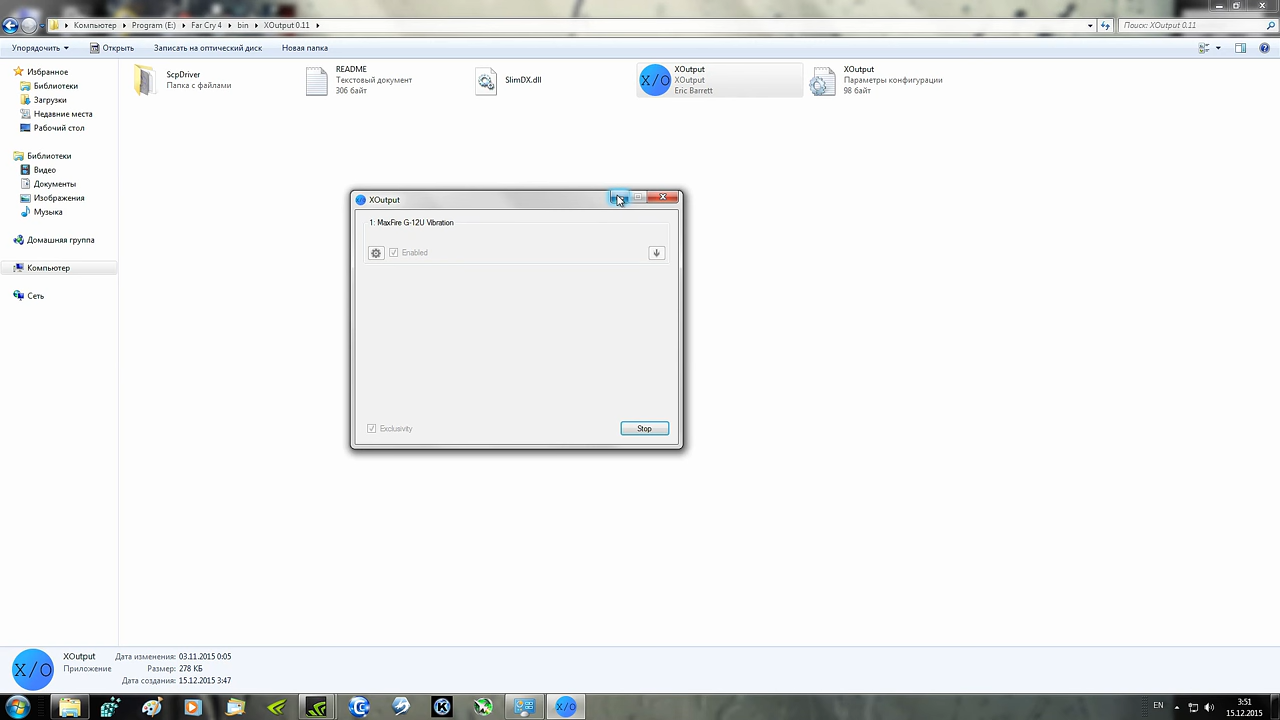 Компьютер ▸ Program (E:) ▸ Far Cry 4 ▸ bin ▸ XOutput 0.11 ▸
Поиск: XOutput 0.11
Упорядочить
Открыть
Записать на оптический диск
Новая папка
Избранное
Библиотеки
Загрузки
Недавние места
Рабочий стол
Библиотеки
Видео
Документы
Изображения
Музыка
Домашняя группа
Компьютер
Сеть
ScpDriver
Папка с файлами
README
Текстовый документ
306 байт
SlimDX.dll
X/O
XOutput
XOutput
Eric Barrett
XOutput
Параметры конфигурации
98 байт
XOutput
1: MaxFire G-12U Vibration
Enabled
Exclusivity
Stop
X/O
XOutput
Приложение
Дата изменения: 03.11.2015 0:05
Размер: 278 КБ
Дата создания: 15.12.2015 3:47
K
X/O
EN
3:51
15.12.2015